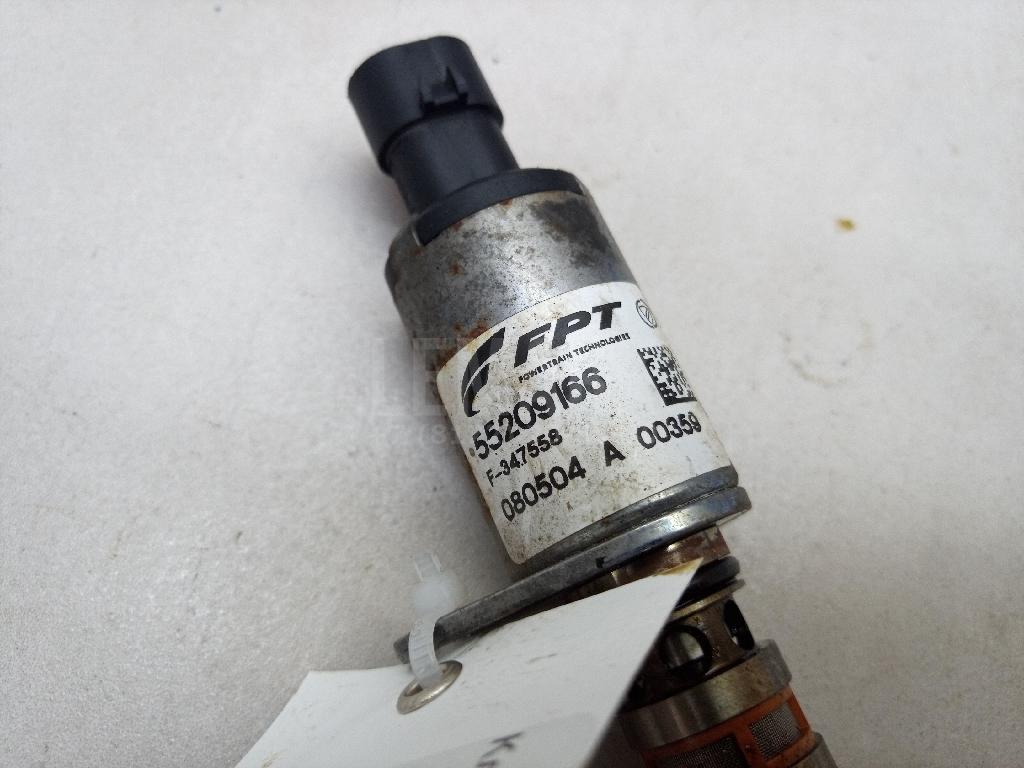 FPT
POWERTRAIN TECHNOLOGIES
55209166
F-347558
080504 A 00359